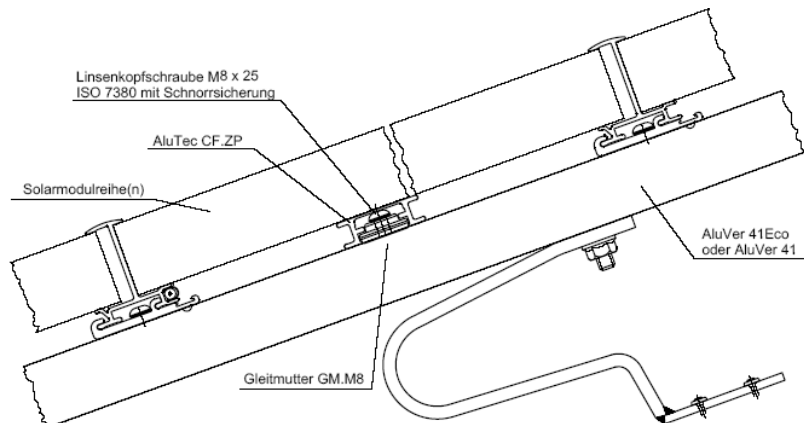 Linsenkopfschraube M8 x 25
ISO 7380 mit Schnorrsicherung
AluTec CF.ZP
Solarmodulreihe(n)
AluVer 41Eco
oder AluVer 41
Gleitmutter GM.M8